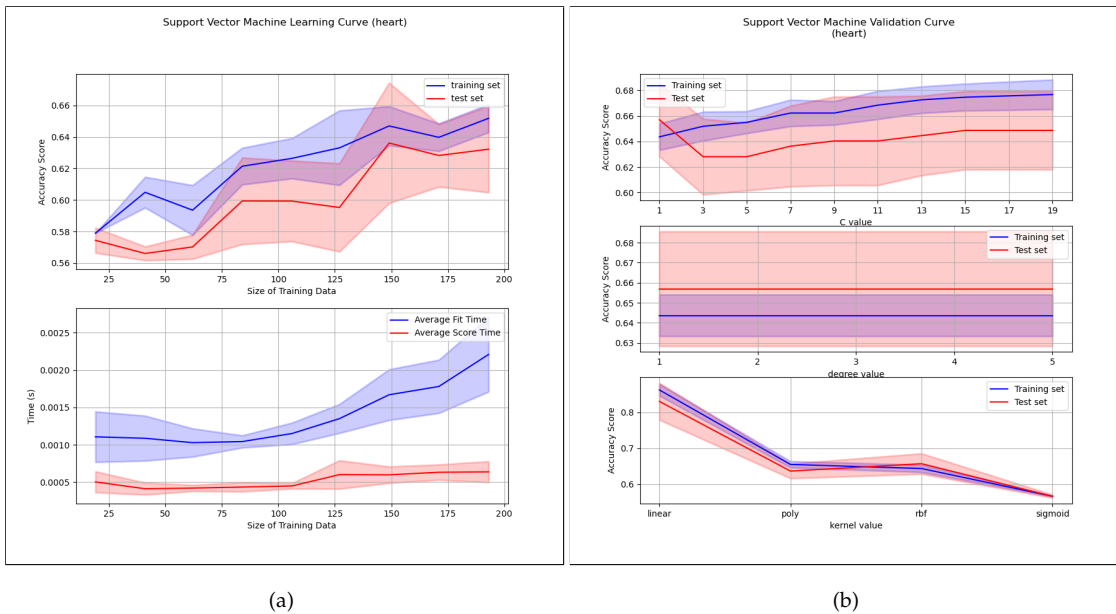 Support Vector Machine Learning Curve (heart)
training set
test set
0.66
0.64
0.62
0.60
0.58
0.56
Accuracy Score
25 50 75 100 125 150 175 200
Size of Training Data
Average Fit Time
Average Score Time
0.0025
0.0020
0.0015
0.0010
0.0005
Time (s)
25 50 75 100 125 150 175 200
Size of Training Data
(a)
Support Vector Machine Validation Curve
(heart)
Training set
Test set
0.68
0.66
0.64
0.62
0.60
Accuracy Score
1 3 5 7 9 11 13 15 17 19
C value
Training set
Test set
0.68
0.67
0.66
0.65
0.64
0.63
Accuracy Score
1 2 3 4 5
degree value
Training set
Test set
0.8
0.7
0.6
Accuracy Score
linear poly rbf sigmoid
kernel value
(b)